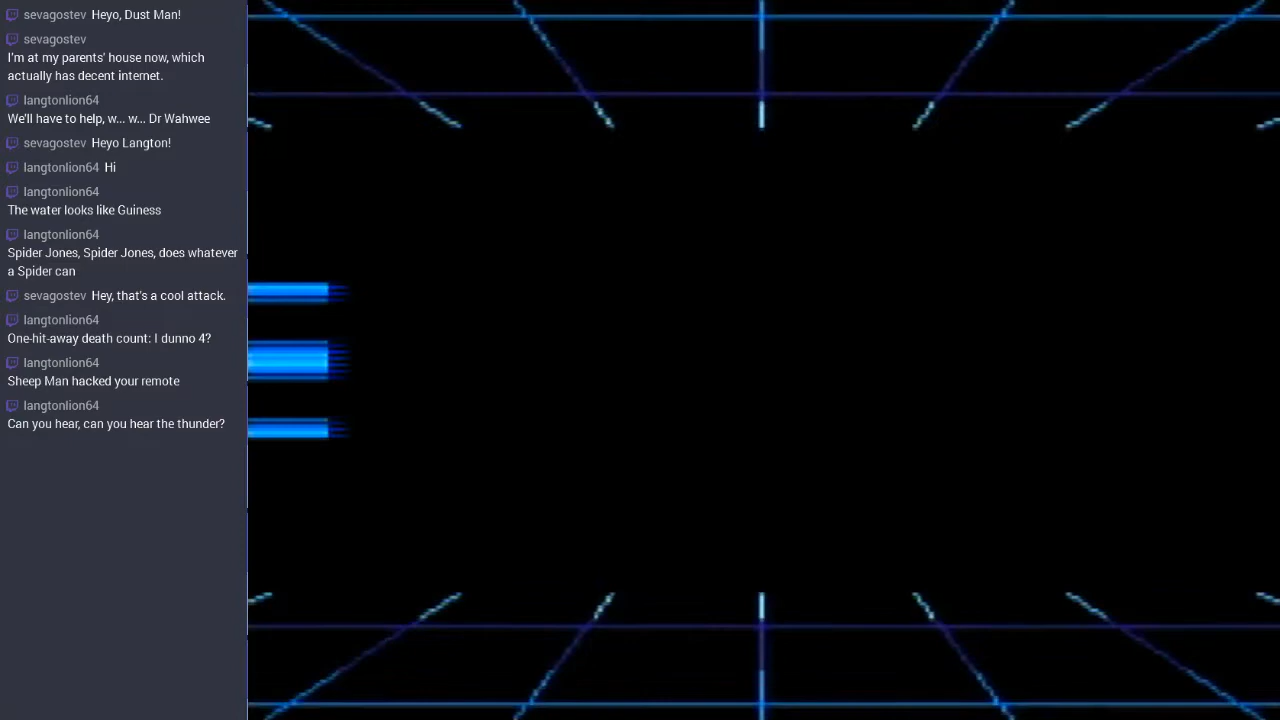 sevagostev Heyo, Dust Man!
sevagostev
I'm at my parents' house now, which
actually has decent internet.
langtonlion64
We'll have to help, w... w... Dr Wahwee
sevagostev Heyo Langton!
langtonlion64 Hi
langtonlion64
The water looks like Guiness
langtonlion64
Spider Jones, Spider Jones, does whatever
a Spider can
sevagostev Hey, that's a cool attack.
langtonlion64
One-hit-away death count: I dunno 4?
langtonlion64
Sheep Man hacked your remote
langtonlion64
Can you hear, can you hear the thunder?